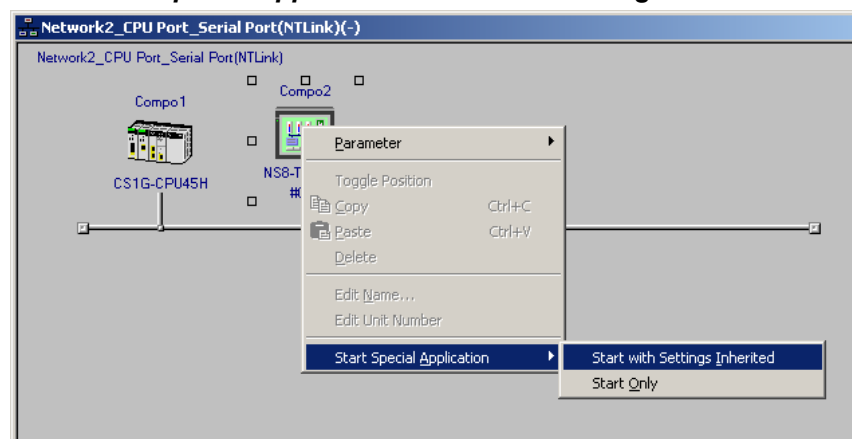 Network2_CPU Port_Serial Port(NTLink)(-)
Network2_CPU Port_Serial Port(NTLink)
Compo1
Compo2
CS1G-CPU45H
NS8-T
#0
Parameter
Toggle Position
Copy Ctrl+C
Paste Ctrl+V
Delete
Edit Name...
Edit Unit Number
Start Special Application
Start with Settings Inherited
Start Only